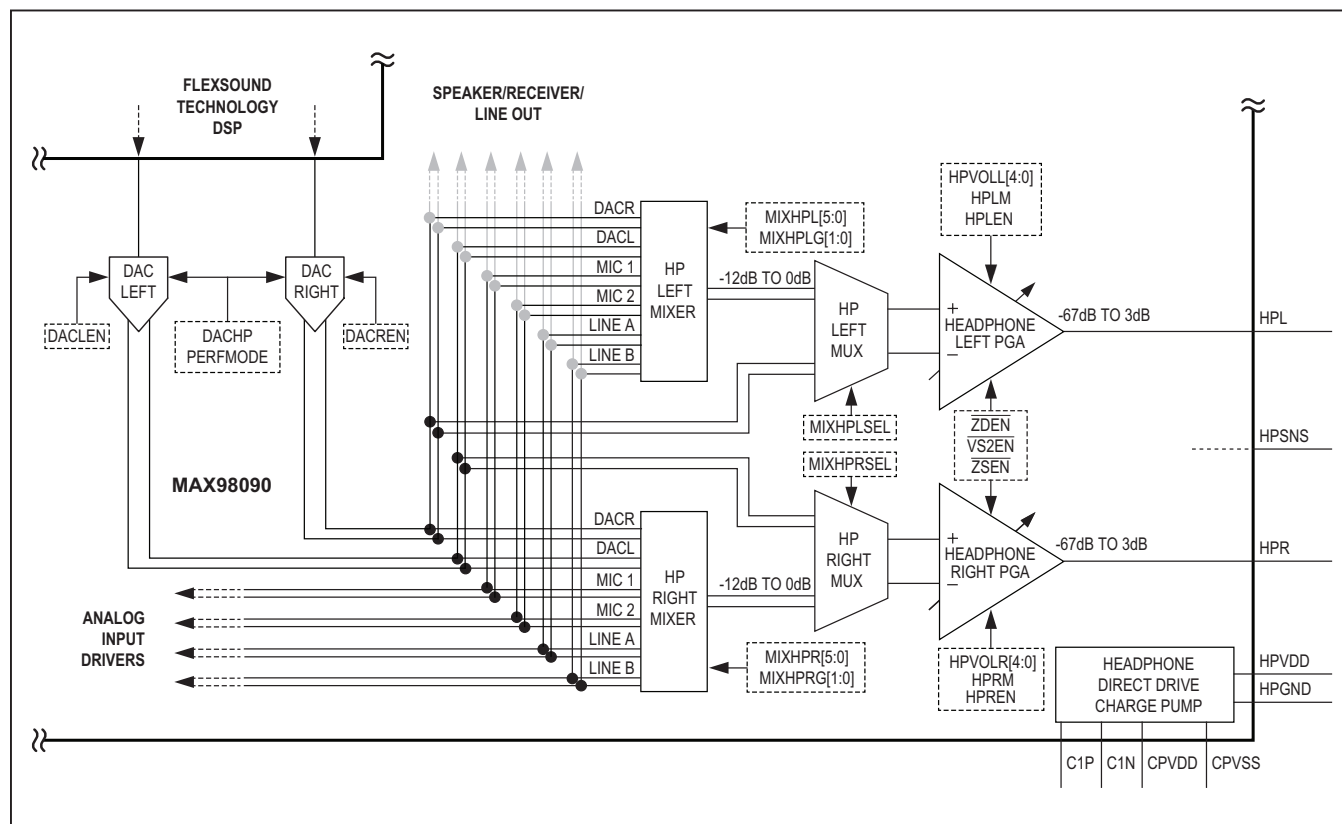 FLEXSOUND
TECHNOLOGY
DSP
SPEAKER/RECEIVER/
LINE OUT
DAC
LEFT
DAC
RIGHT
DACLEN
DACHP
PERFMODE
DACREN
MAX98090
DACR
DACL
MIC 1
MIC 2
LINE A
LINE B
HP
LEFT
MIXER
MIXHPL[5:0]
MIXHPLG[1:0]
-12dB TO 0dB
HP
LEFT
MUX
MIXHPLSEL
HPVOLL[4:0]
HPLM
HPLEN
+
HEADPHONE
LEFT PGA
−
-67dB TO 3dB
HPL
ZDEN
VS2EN
ZSEN
HPSNS
MIXHPRSEL
DACR
DACL
MIC 1
MIC 2
LINE A
LINE B
HP
RIGHT
MIXER
-12dB TO 0dB
MIXHPR[5:0]
MIXHPRG[1:0]
HP
RIGHT
MUX
+
HEADPHONE
RIGHT PGA
−
-67dB TO 3dB
HPR
HPVOLR[4:0]
HPRM
HPREN
ANALOG
INPUT
DRIVERS
HEADPHONE
DIRECT DRIVE
CHARGE PUMP
HPVDD
HPGND
C1P
C1N
CPVDD
CPVSS